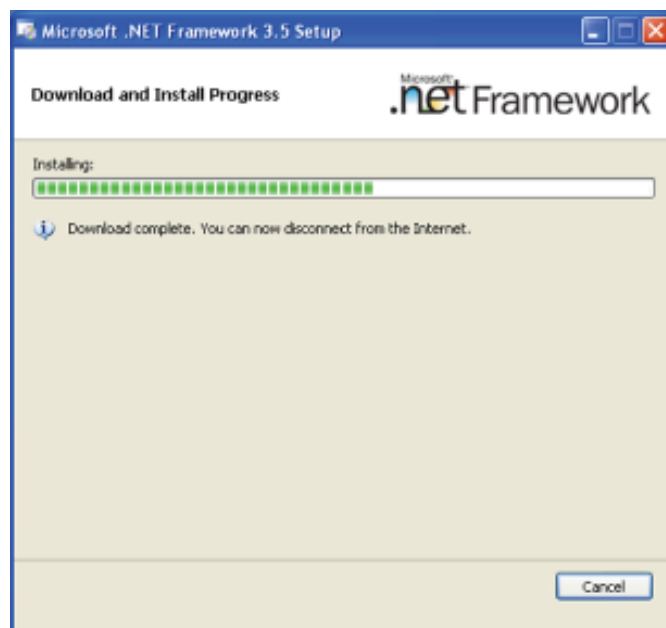 Microsoft .NET Framework 3.5 Setup
Download and Install Progress
Microsoft
.net Framework
Installing:
Download complete. You can now disconnect from the Internet.
Cancel